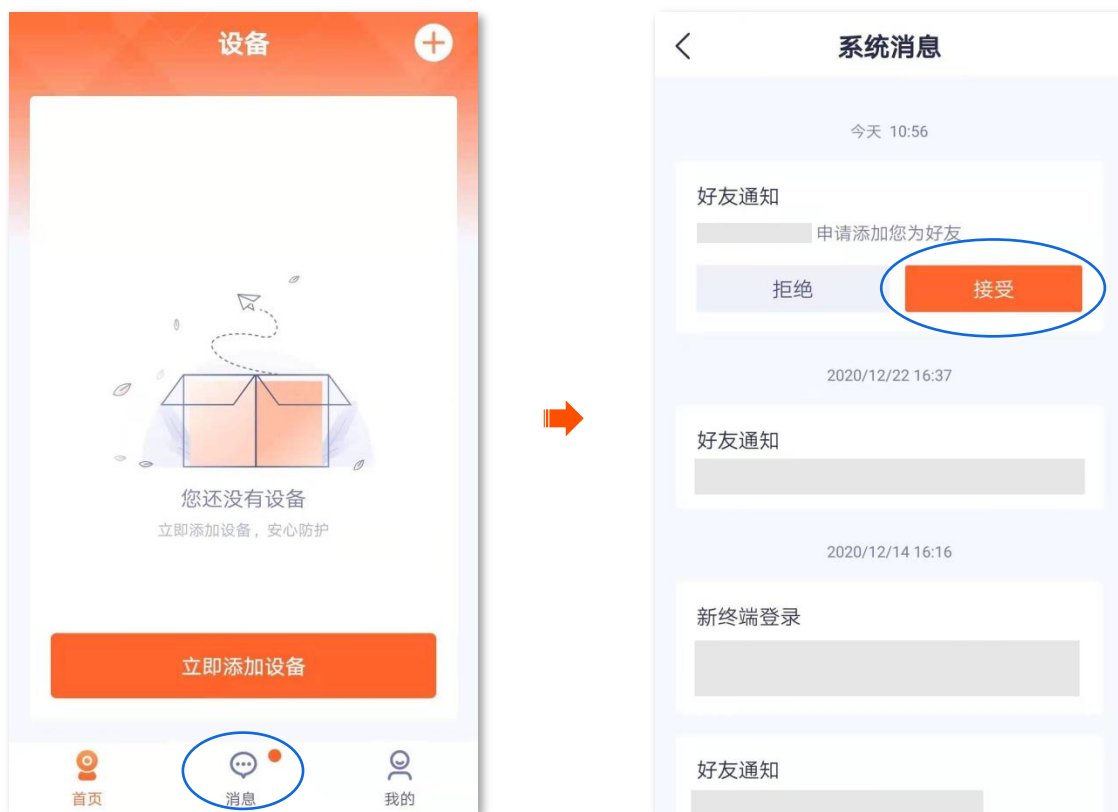 设备
您还没有设备
立即添加设备，安心防护
立即添加设备
首页
消息
我的
系统消息
今天 10:56
好友通知
申请添加您为好友
拒绝
接受
2020/12/22 16:37
好友通知
2020/12/14 16:16
新终端登录
好友通知